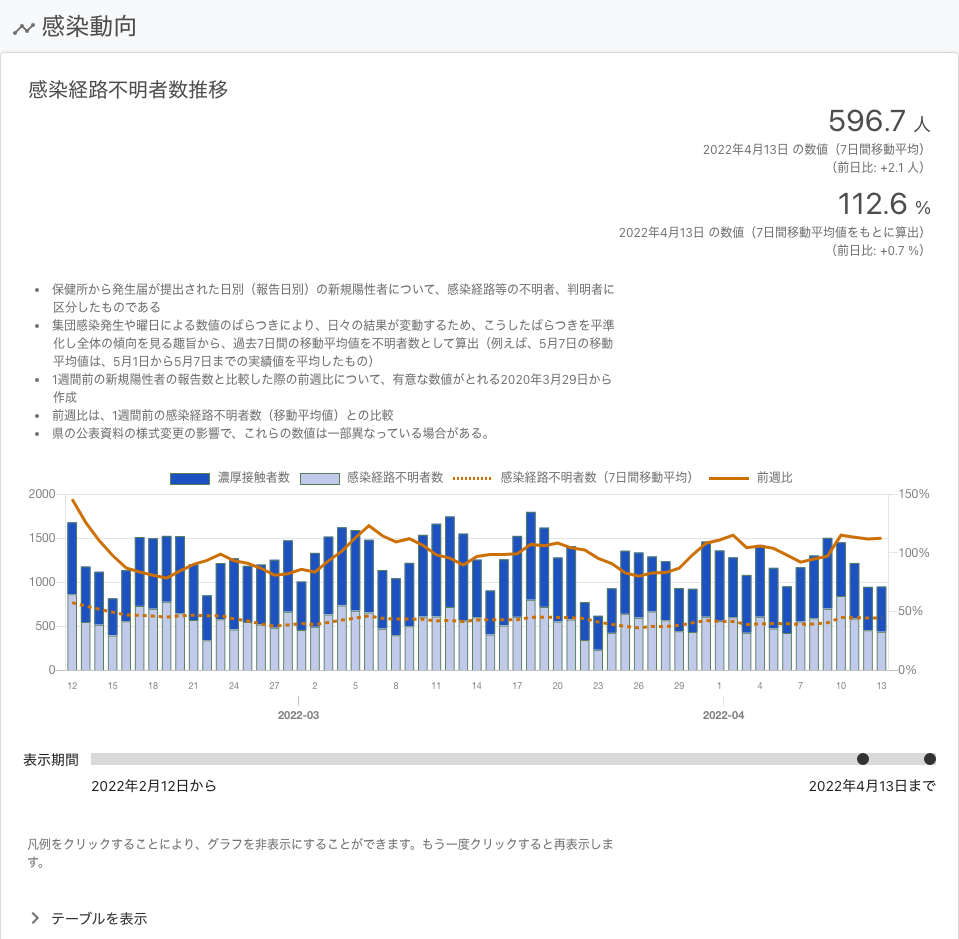 感染動向
感染経路不明者数推移
596.7 人
2022年4月13日 の数値（7日間移動平均）
（前日比: +2.1 人）
112.6 %
2022年4月13日 の数値（7日間移動平均値をもとに算出）
（前日比: +0.7 %）
• 保健所から発生届が提出された日別（報告日別）の新規陽性者について、感染経路等の不明者、判明者に
区分したものである
• 集団感染発生や曜日による数値のばらつきにより、日々の結果が変動するため、こうしたばらつきを平準
化し全体の傾向を見る趣旨から、過去7日間の移動平均値を不明者数として算出（例えば、5月7日の移動
平均値は、5月1日から5月7日までの実績値を平均したもの）
• 1週間前の新規陽性者の報告数と比較した際の前週比について、有意な数値がとれる2020年3月29日から
作成
• 前週比は、1週間前の感染経路不明者数（移動平均値）との比較
• 県の公表資料の様式変更の影響で、これらの数値は一部異なっている場合がある。
濃厚接触者数 感染経路不明者数 感染経路不明者数（7日間移動平均） 前週比
2000 150%
1500
100%
1000
50%
500
0 0%
12 15 18 21 24 27 2 5 8 11 14 17 20 23 26 29 1 4 7 10 13
2022-03 2022-04
表示期間
2022年2月12日から 2022年4月13日まで
凡例をクリックすることにより、グラフを非表示にすることができます。もう一度クリックすると再表示しま
す。
テーブルを表示